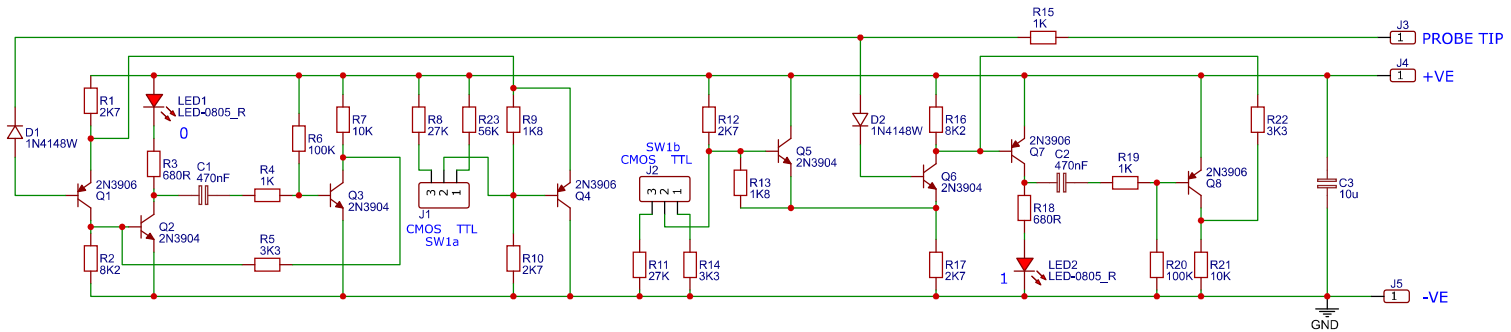 R15
1K
J3
1
PROBE TIP
J4
1
+VE
R1
2K7
LED1
LED-0805_R
0
D1
1N4148W
R3
680R
C1
470nF
R4
1K
R6
100K
R7
10K
R8
27K
R23
56K
R9
1K8
2N3906
Q1
Q2
2N3904
Q3
2N3904
R2
8K2
R5
3K3
3 2 1
J1
CMOS TTL
SW1a
2N3906
Q4
R10
2K7
R12
2K7
SW1b
CMOS TTL
J2
3 2 1
Q5
2N3904
R13
1K8
R11
27K
R14
3K3
D2
1N4148W
R16
8K2
Q6
2N3904
R17
2K7
2N3906
Q7
C2
470nF
R19
1K
R18
680R
1
LED2
LED-0805_R
2N3906
Q8
R22
3K3
R20
100K
R21
10K
C3
10u
J5
1
-VE
GND